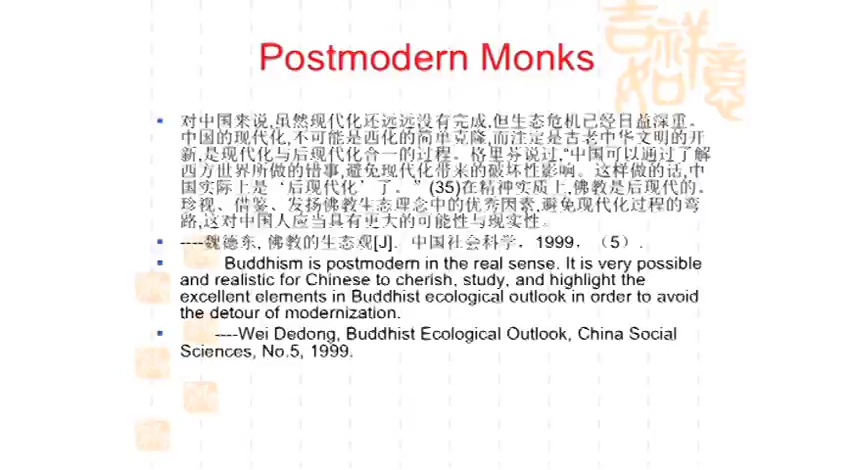 Postmodern Monks
吉祥如意
对中国来说,虽然现代化还远远没有完成,但生态危机已经日益深重。
中国的现代化,不可能是西化的简单克隆,而注定是古老中华文明的开
新,是现代化与后现代化合一的过程。格里芬说过,“中国可以通过了解
西方世界所做的错事,避免现代化带来的破坏性影响。这样做的话,中
国实际上是‘后现代化’了。”(35)在精神实质上,佛教是后现代的。
珍视、借鉴、发扬佛教生态理念中的优秀因素,避免现代化过程的弯
路,这对中国人应当具有更大的可能性与现实性。
----魏德东, 佛教的生态观[J]. 中国社会科学，1999，（5）.
Buddhism is postmodern in the real sense. It is very possible
and realistic for Chinese to cherish, study, and highlight the
excellent elements in Buddhist ecological outlook in order to avoid
the detour of modernization.
----Wei Dedong, Buddhist Ecological Outlook, China Social
Sciences, No.5, 1999.